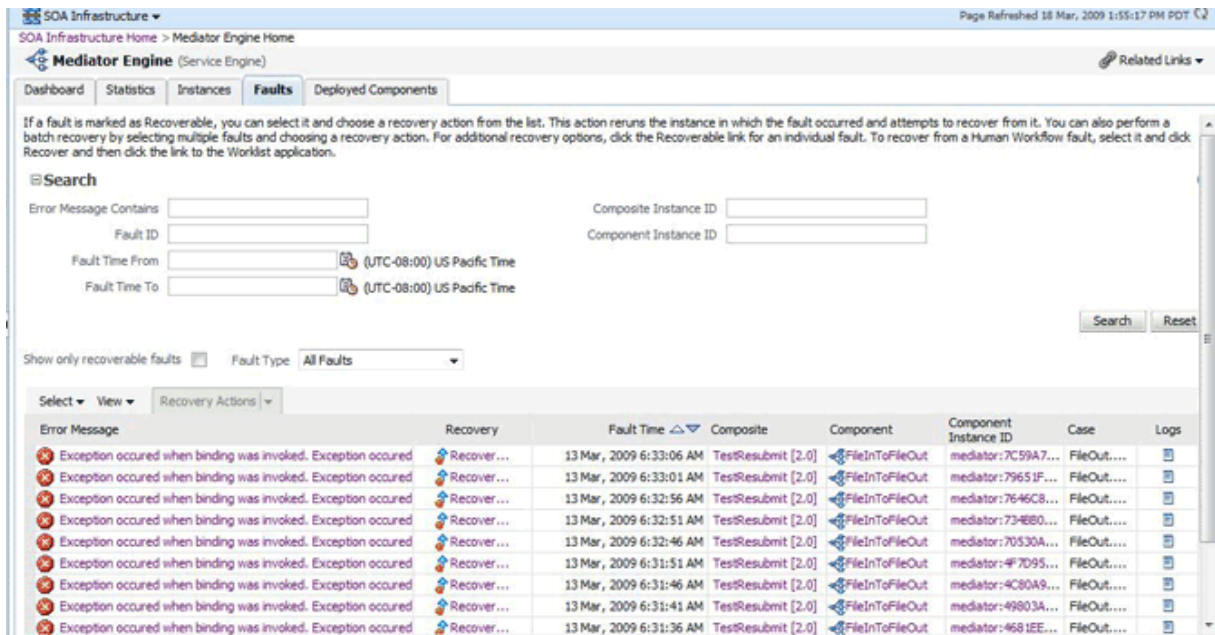 SOA Infrastructure
Page Refreshed 18 Mar, 2009 1:55:17 PM PDT
SOA Infrastructure Home > Mediator Engine Home
Mediator Engine (Service Engine)
Related Links
Dashboard Statistics Instances Faults Deployed Components
If a fault is marked as Recoverable, you can select it and choose a recovery action from the list. This action reruns the instance in which the fault occurred and attempts to recover from it. You can also perform a
batch recovery by selecting multiple faults and choosing a recovery action. For additional recovery options, click the Recoverable link for an individual fault. To recover from a Human Workflow fault, select it and click
Recover and then click the link to the Worklist application.
Search
Error Message Contains Composite Instance ID
Fault ID Component Instance ID
Fault Time From (UTC-08:00) US Pacific Time
Fault Time To (UTC-08:00) US Pacific Time
Search Reset
Show only recoverable faults Fault Type All Faults
Select View Recovery Actions
Error Message Recovery Fault Time Composite Component Component Instance ID Case Logs
Exception occured when binding was invoked. Exception occured Recover... 13 Mar, 2009 6:33:06 AM TestResubmit [2.0] FileInToFileOut mediator:7C59A7... FileOut....
Exception occured when binding was invoked. Exception occured Recover... 13 Mar, 2009 6:33:01 AM TestResubmit [2.0] FileInToFileOut mediator:79651F... FileOut....
Exception occured when binding was invoked. Exception occured Recover... 13 Mar, 2009 6:32:56 AM TestResubmit [2.0] FileInToFileOut mediator:7646C8... FileOut....
Exception occured when binding was invoked. Exception occured Recover... 13 Mar, 2009 6:32:51 AM TestResubmit [2.0] FileInToFileOut mediator:734EB0... FileOut....
Exception occured when binding was invoked. Exception occured Recover... 13 Mar, 2009 6:32:46 AM TestResubmit [2.0] FileInToFileOut mediator:70530A... FileOut....
Exception occured when binding was invoked. Exception occured Recover... 13 Mar, 2009 6:31:51 AM TestResubmit [2.0] FileInToFileOut mediator:4F7D95... FileOut....
Exception occured when binding was invoked. Exception occured Recover... 13 Mar, 2009 6:31:46 AM TestResubmit [2.0] FileInToFileOut mediator:4C80A9... FileOut....
Exception occured when binding was invoked. Exception occured Recover... 13 Mar, 2009 6:31:41 AM TestResubmit [2.0] FileInToFileOut mediator:49803A... FileOut....
Exception occured when binding was invoked. Exception occured Recover... 13 Mar, 2009 6:31:36 AM TestResubmit [2.0] FileInToFileOut mediator:4681EE... FileOut....